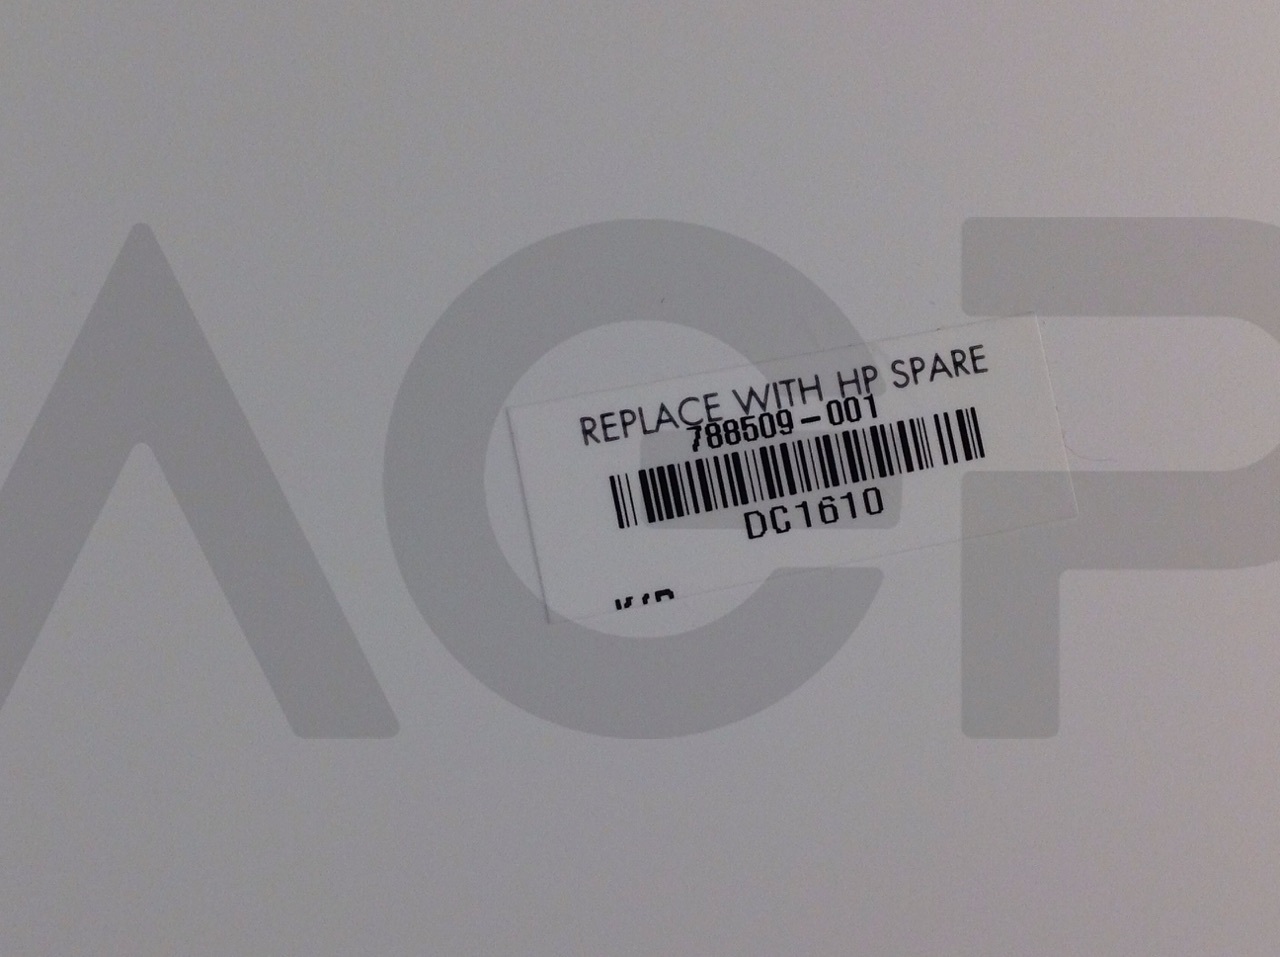 REPLACE WITH HP SPARE
788509-001
DC1610